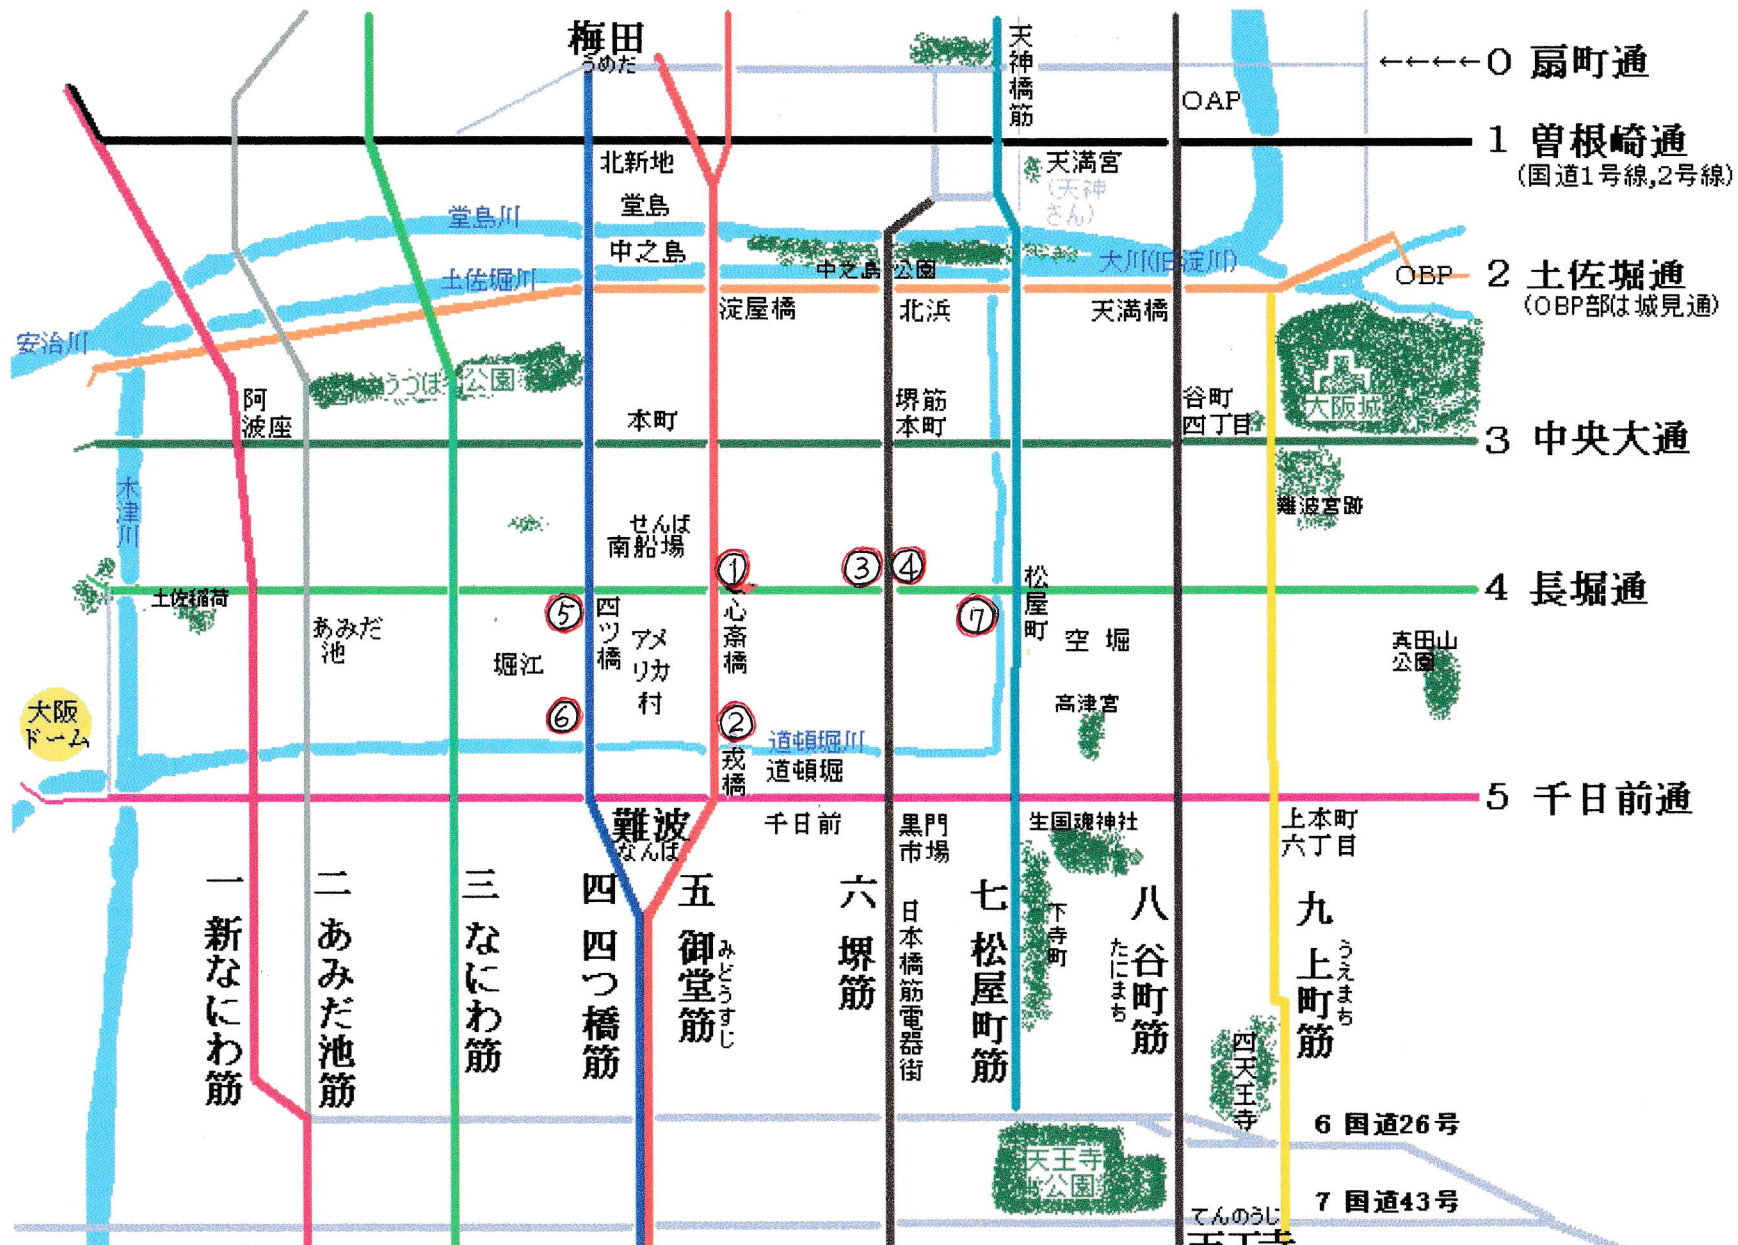 梅田
うめだ
天神橋筋
←←←←0 扇町通
OAP
1 曽根崎通
(国道1号線,2号線)
北新地
天満宮
(天神
さん)
堂島
堂島川
中之島
中之島公園
大川(旧淀川)
土佐堀川
OBP
2 土佐堀通
(OBP部は城見通)
淀屋橋
北浜
天満橋
安治川
うつぼ公園
大阪城
阿
波座
本町
堺筋
本町
谷町
四丁目
3 中央大通
木津川
難波宮跡
せんば
南船場
①
③
④
4 長堀通
土佐稲荷
⑤
四ツ橋
心斎橋
⑦
松屋町
あみだ
池
アメ
リカ
村
堀江
空堀
真田山
公園
大阪
ドーム
⑥
②
高津宮
道頓堀川
道頓堀
戎橋
5 千日前通
難波
なんば
千日前
黒門
市場
生国魂神社
上本町
六丁目
一 新なにわ筋
二 あみだ池筋
三 なにわ筋
四 四つ橋筋
五 御堂筋
みどうすじ
六 堺筋
日本橋筋電器街
七 松屋町筋
下寺町
八 谷町筋
たにまち
九 上町筋
うえまち
四天王寺
6 国道26号
天王寺
公園
7 国道43号
てんのうじ
天王寺